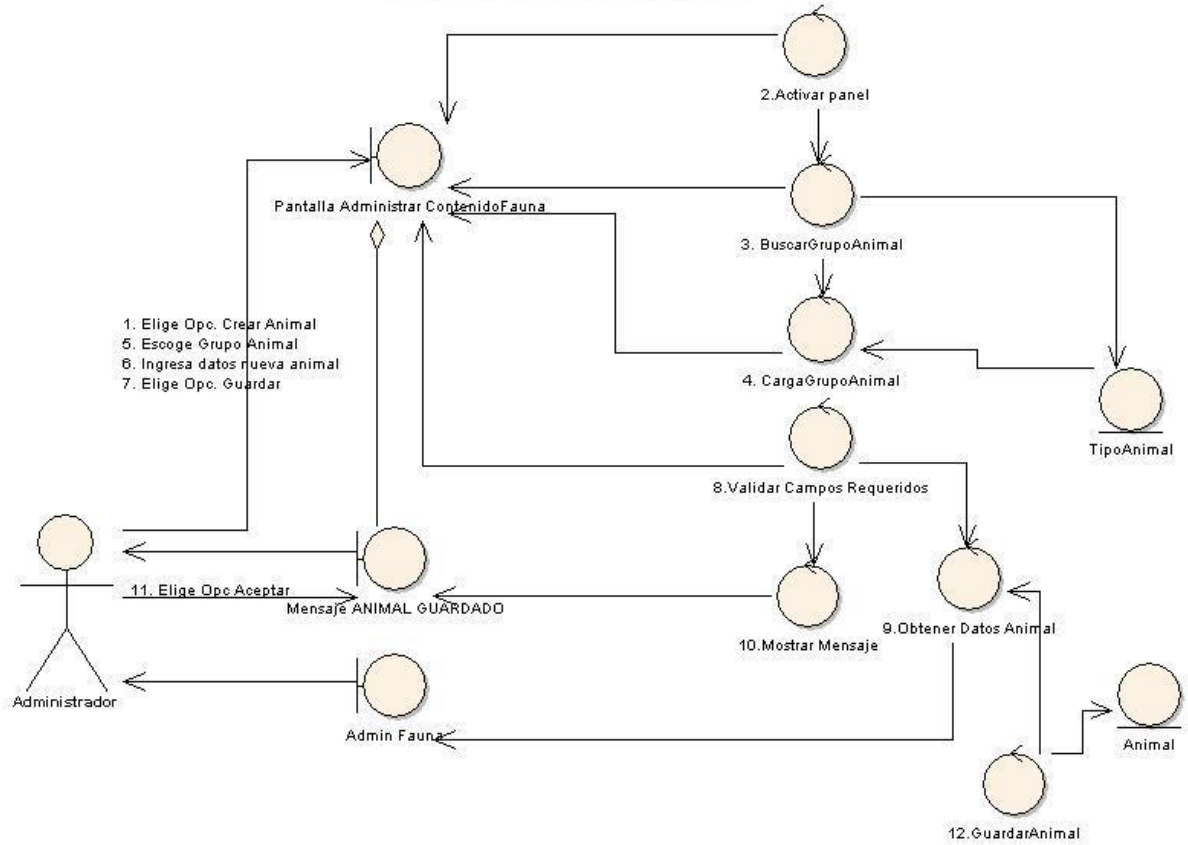 2.Activar panel
Pantalla Administrar ContenidoFauna
3. BuscarGrupoAnimal
1. Elige Opc. Crear Animal
5. Escoge Grupo Animal
6. Ingresa datos nueva animal
7. Elige Opc. Guardar
4. CargaGrupoAnimal
TipoAnimal
8.Validar Campos Requeridos
11. Elige Opc Aceptar
Mensaje ANIMAL GUARDADO
9.Obtener Datos Animal
10.Mostrar Mensaje
Administrador
Admin Fauna
Animal
12.GuardarAnimal